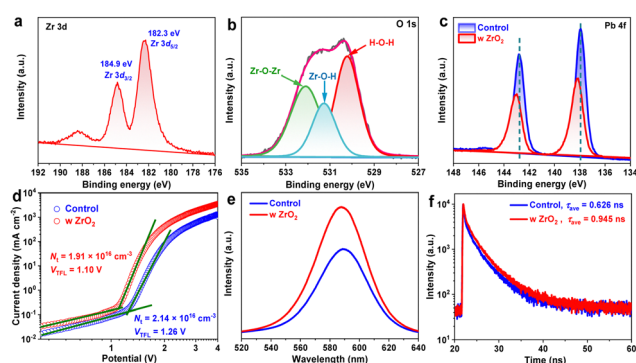 a
Zr 3d
182.3 eV
Zr 3d5/2
184.9 eV
Zr 3d3/2
Intensity (a.u.)
192 190 188 186 184 182 180 178 176
Binding energy (eV)
b
O 1s
H-O-H
Zr-O-Zr
Zr-O-H
Intensity (a.u.)
535 533 531 529 527
Binding energy (eV)
c
Pb 4f
Control
w ZrO2
Intensity (a.u.)
148 146 144 142 140 138 136 134
Binding energy (eV)
d
Control
w ZrO2
Nt = 1.91 × 10^16 cm-3
VTFL = 1.10 V
Nt = 2.14 × 10^16 cm-3
VTFL = 1.26 V
Current density (mA cm-2)
10^4
10^3
10^2
10^1
10^0
10^-1
10^-2
1 2 3 4
Potential (V)
e
Control
w ZrO2
Intensity (a.u.)
520 540 560 580 600 620 640
Wavelength (nm)
f
Control, τave = 0.626 ns
w ZrO2 , τave = 0.945 ns
Intensity (a.u.)
10^4
10^3
10^2
10^1
20 30 40 50 60
Time (ns)